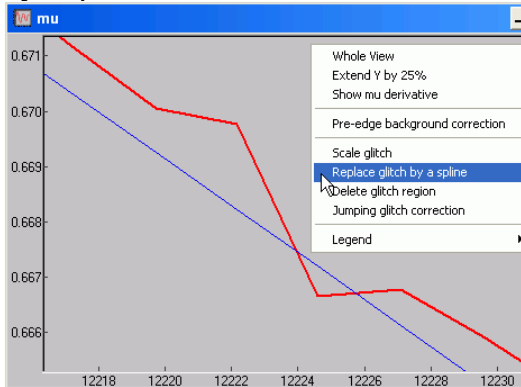 mu
0.671
0.670
0.669
0.668
0.667
0.666
Whole View
Extend Y by 25%
Show mu derivative
Pre-edge background correction
Scale glitch
Replace glitch by a spline
Delete glitch region
Jumping glitch correction
Legend
12218 12220 12222 12224 12226 12228 12230